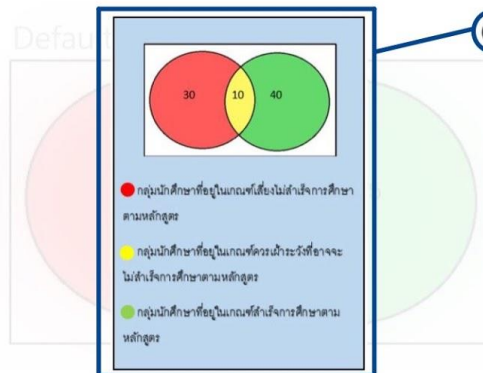 Default
30 10 40
กลุ่มนักศึกษาที่อยู่ในเกณฑ์เสี่ยงไม่สำเร็จการศึกษา
ตามหลักสูตร
กลุ่มนักศึกษาที่อยู่ในเกณฑ์ควรเฝ้าระวังที่อาจจะ
ไม่สำเร็จการศึกษาตามหลักสูตร
กลุ่มนักศึกษาที่อยู่ในเกณฑ์สำเร็จการศึกษาตาม
หลักสูตร